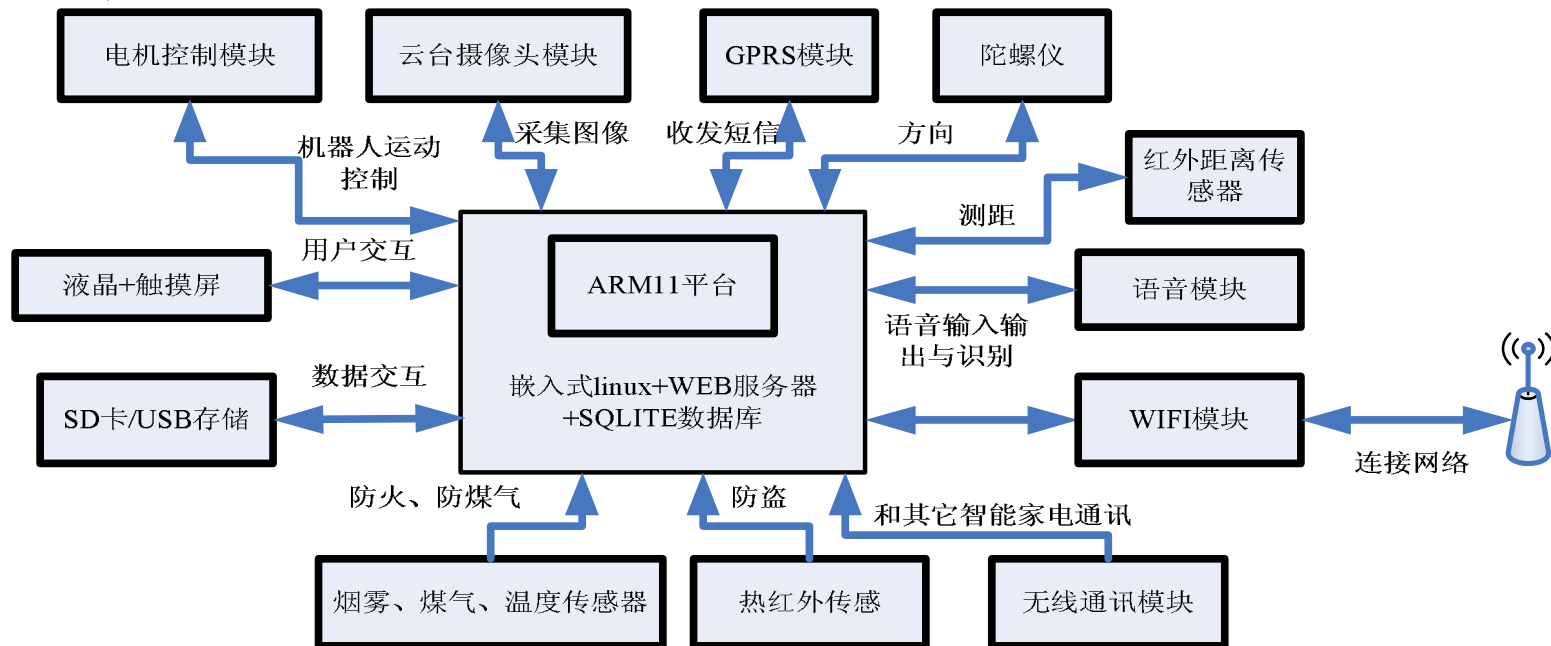 电机控制模块
云台摄像头模块
GPRS模块
陀螺仪
采集图像
收发短信
方向
机器人运动
控制
红外距离传
感器
测距
用户交互
液晶+触摸屏
ARM11平台
语音模块
语音输入输
出与识别
数据交互
嵌入式linux+WEB服务器
+SQLITE数据库
SD卡/USB存储
WIFI模块
连接网络
防火、防煤气
防盗
和其它智能家电通讯
烟雾、煤气、温度传感器
热红外传感
无线通讯模块